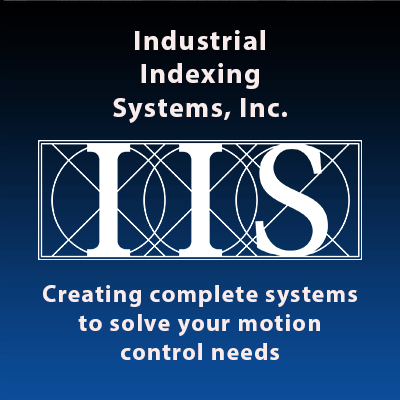 Industrial
Indexing
Systems, Inc.
IIS
Creating complete systems
to solve your motion
control needs